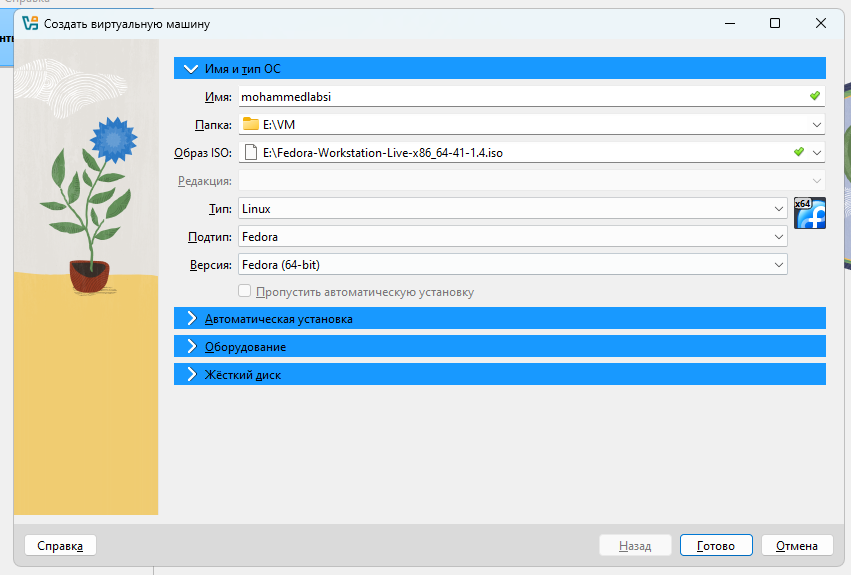 Справка
Создать виртуальную машину
Имя и тип ОС
Имя: mohammedlabsi
Папка: E:\VM
Образ ISO: E:\Fedora-Workstation-Live-x86_64-41-1.4.iso
Редакция:
Тип: Linux
x64
Подтип: Fedora
Версия: Fedora (64-bit)
Пропустить автоматическую установку
Автоматическая установка
Оборудование
Жёсткий диск
Справка
Назад
Готово
Отмена